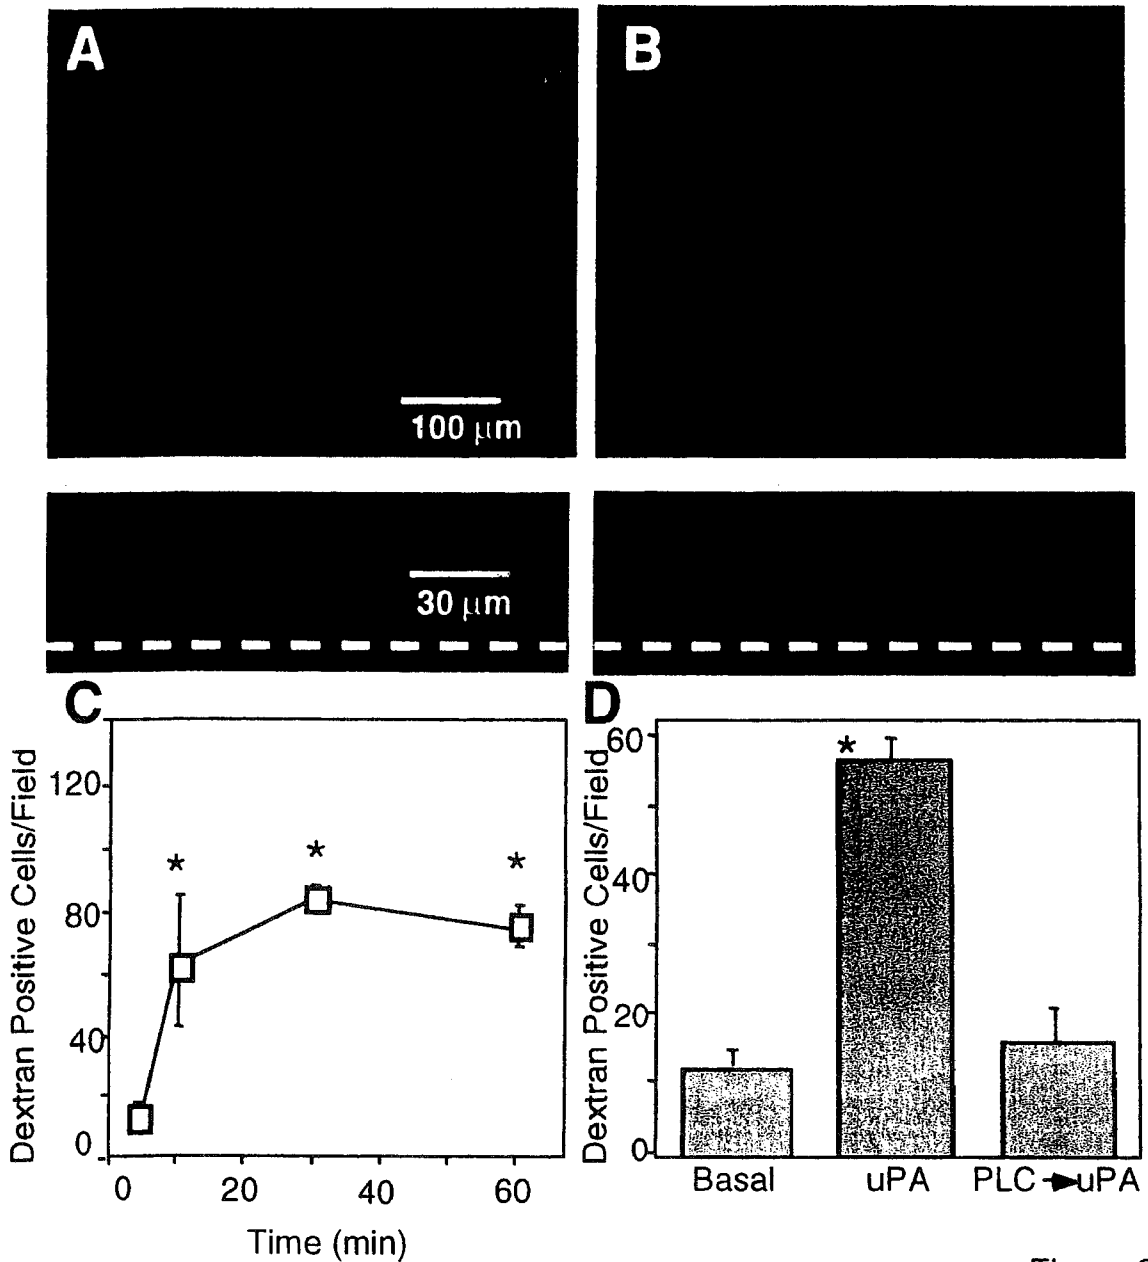 A
B
100 µm
30 µm
C
D
Dextran Positive Cells/Field
120
80
40
0
*
*
*
0
20
40
60
Time (min)
Dextran Positive Cells/Field
60
40
20
0
*
Basal
uPA
PLC → uPA